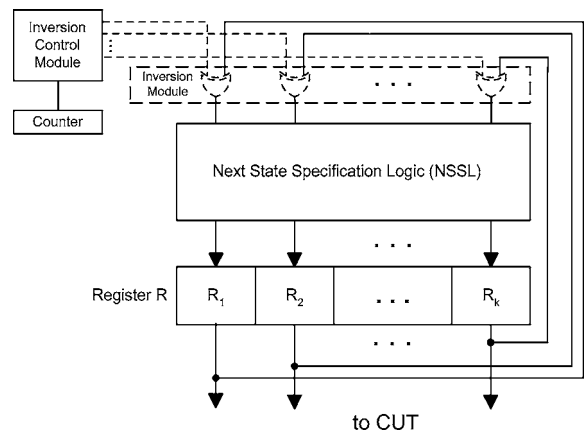 Inversion
Control
Module
Counter
Inversion
Module
. . .
Next State Specification Logic (NSSL)
. . .
Register R
R1
R2
. . .
Rk
. . .
to CUT